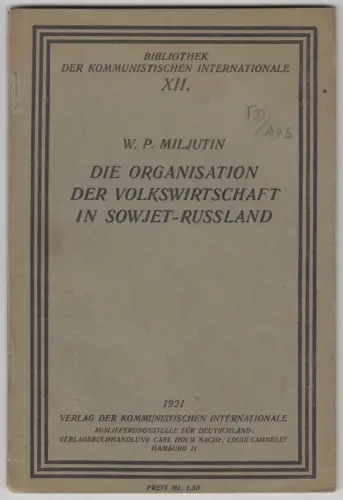 BIBLIOTHEK
DER KOMMUNISTISCHEN INTERNATIONALE
XII.
W. P. MILJUTIN
DIE ORGANISATION
DER VOLKSWIRTSCHAFT
IN SOWJET-RUSSLAND
1921
VERLAG DER KOMMUNISTISCHEN INTERNATIONALE
AUSLIEFERUNGSSTELLE FÜR DEUTSCHLAND:
VERLAGSBUCHHANDLUNG CARL HOYM NACHF. LOUIS CAHNBLEY
HAMBURG 11
PREIS Mk. 1.50